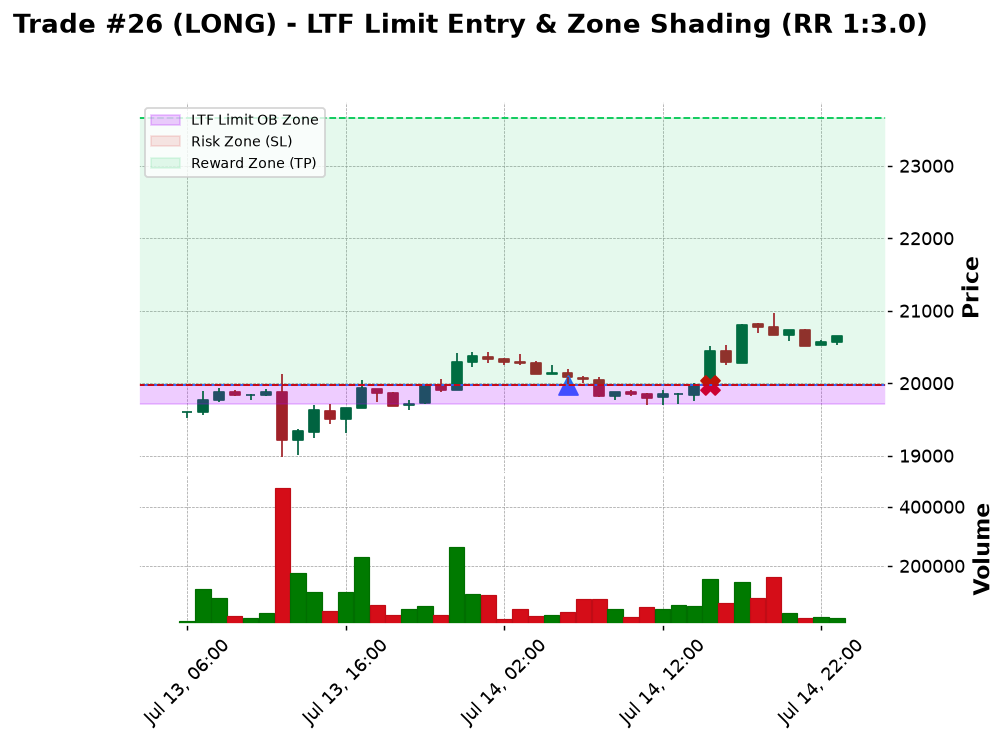 Trade #26 (LONG) - LTF Limit Entry & Zone Shading (RR 1:3.0)
LTF Limit OB Zone
Risk Zone (SL)
Reward Zone (TP)
23000
22000
21000
20000
19000
Price
400000
200000
Volume
Jul 13, 06:00
Jul 13, 16:00
Jul 14, 02:00
Jul 14, 12:00
Jul 14, 22:00